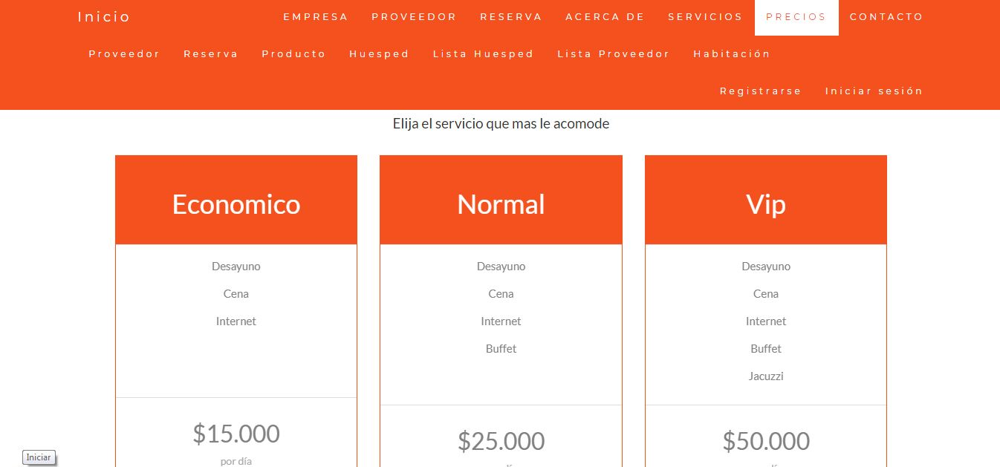 Inicio EMPRESA PROVEEDOR RESERVA ACERCA DE SERVICIOS PRECIOS CONTACTO
Proveedor Reserva Producto Huesped Lista Huesped Lista Proveedor Habitación
Registrarse Iniciar sesión
Elija el servicio que mas le acomode
Economico
Desayuno
Cena
Internet
$15.000
por día
Normal
Desayuno
Cena
Internet
Buffet
$25.000
Vip
Desayuno
Cena
Internet
Buffet
Jacuzzi
$50.000
Iniciar